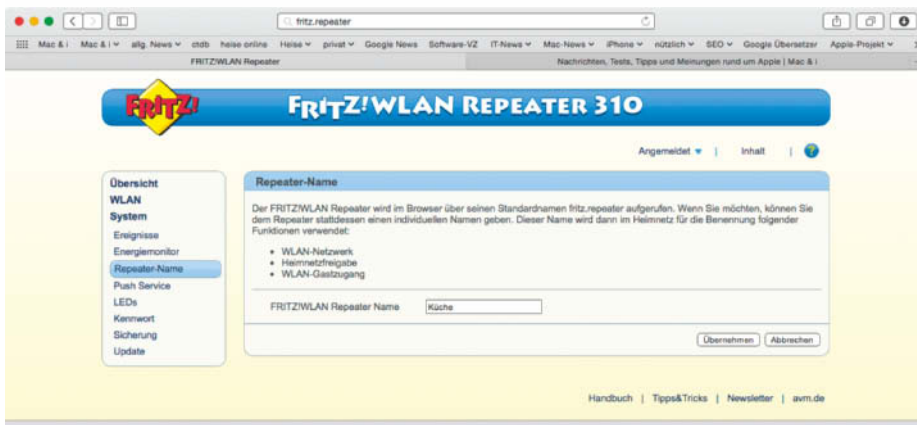 fritz.repeater
Mac & i Mac & i allg. News ctdb heise online Heise privat Google News Software-VZ IT-News Mac-News iPhone nützlich SEO Google Übersetzer Apple-Projekt
FRITZ!WLAN Repeater Nachrichten, Tests, Tipps und Meinungen rund um Apple | Mac & i
FRITZ! FRITZ!WLAN REPEATER 310
Angemeldet | Inhalt | ?
Übersicht
WLAN
System
Ereignisse
Energiemonitor
Repeater-Name
Push Service
LEDs
Kennwort
Sicherung
Update
Repeater-Name
Der FRITZ!WLAN Repeater wird im Browser über seinen Standardnamen fritz.repeater aufgerufen. Wenn Sie möchten, können Sie
dem Repeater stattdessen einen individuellen Namen geben. Dieser Name wird dann im Heimnetz für die Benennung folgender
Funktionen verwendet:
• WLAN-Netzwerk
• Heimnetzfreigabe
• WLAN-Gastzugang
FRITZ!WLAN Repeater Name Küche
Übernehmen Abbrechen
Handbuch | Tipps&Tricks | Newsletter | avm.de